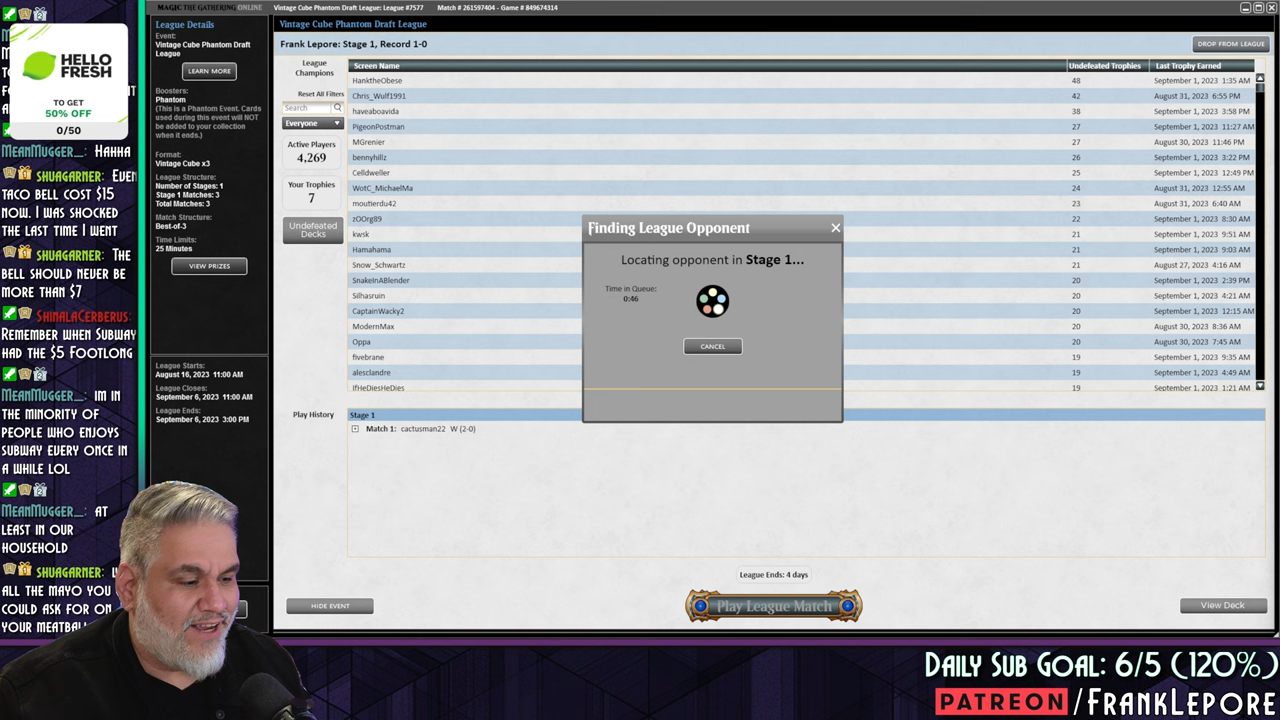 HELLO
FRESH
TO GET
50% OFF
0/50
MeanMugger_: Hahha
shuagarner: Even
taco bell cost $15
now. I was shocked
the last time I went
shuagarner: The
bell should never be
more than $7
ShinalaCerberus:
Remember when Subway
had the $5 Footlong
MeanMugger_: im in
the minority of
people who enjoys
subway every once in
a while lol
MeanMugger_: at
least in our
household
shuagarner:
all the mayo you
could ask for on
your meatball
MAGIC THE GATHERING ONLINE
Vintage Cube Phantom Draft League: League #7577 Match # 261597404 - Game # 849674314
League Details
Event:
Vintage Cube Phantom Draft
League
LEARN MORE
Boosters:
Phantom
(This is a Phantom Event. Cards
used during this event will NOT
be added to your collection
when it ends.)
Format:
Vintage Cube x3
League Structure:
Number of Stages: 1
Stage 1 Matches: 3
Total Matches: 3
Match Structure:
Best-of-3
Time Limits:
25 Minutes
VIEW PRIZES
League Starts:
August 16, 2023 11:00 AM
League Closes:
September 6, 2023 11:00 AM
League Ends:
September 6, 2023 3:00 PM
Vintage Cube Phantom Draft League
Frank Lepore: Stage 1, Record 1-0
DROP FROM LEAGUE
League
Champions
Reset All Filters
Search
Everyone
Active Players
4,269
Your Trophies
7
Undefeated
Decks
Screen Name Undefeated Trophies Last Trophy Earned
HanktheObese 48 September 1, 2023 1:35 AM
Chris_Wulf1991 42 August 31, 2023 6:55 PM
haveaboavida 38 September 1, 2023 3:58 PM
PigeonPostman 27 September 1, 2023 11:27 AM
MGrenier 27 August 30, 2023 11:46 PM
bennyhillz 26 September 1, 2023 3:22 PM
Celldweller 25 September 1, 2023 12:49 PM
WotC_MichaelMa 24 August 31, 2023 12:55 AM
moutierdu42 23 August 31, 2023 6:40 AM
zOOrg89 22 September 1, 2023 8:30 AM
kwsk 21 September 1, 2023 9:51 AM
Hamahama 21 September 1, 2023 9:03 AM
Snow_Schwartz 21 August 27, 2023 4:16 AM
SnakeInABlender 20 September 1, 2023 2:39 PM
Silhasruin 20 September 1, 2023 4:21 AM
CaptainWacky2 20 September 1, 2023 12:15 AM
ModernMax 20 August 30, 2023 8:36 AM
Oppa 20 August 30, 2023 7:45 AM
fivebrane 19 September 1, 2023 9:35 AM
alesclandre 19 September 1, 2023 4:49 AM
IfHeDiesHeDies 19 September 1, 2023 1:21 AM
Finding League Opponent
Locating opponent in Stage 1...
Time in Queue:
0:46
CANCEL
Play History
Stage 1
Match 1: cactusman22 W (2-0)
League Ends: 4 days
HIDE EVENT
Play League Match
View Deck
Daily Sub Goal: 6/5 (120%)
PATREON/FrankLepore